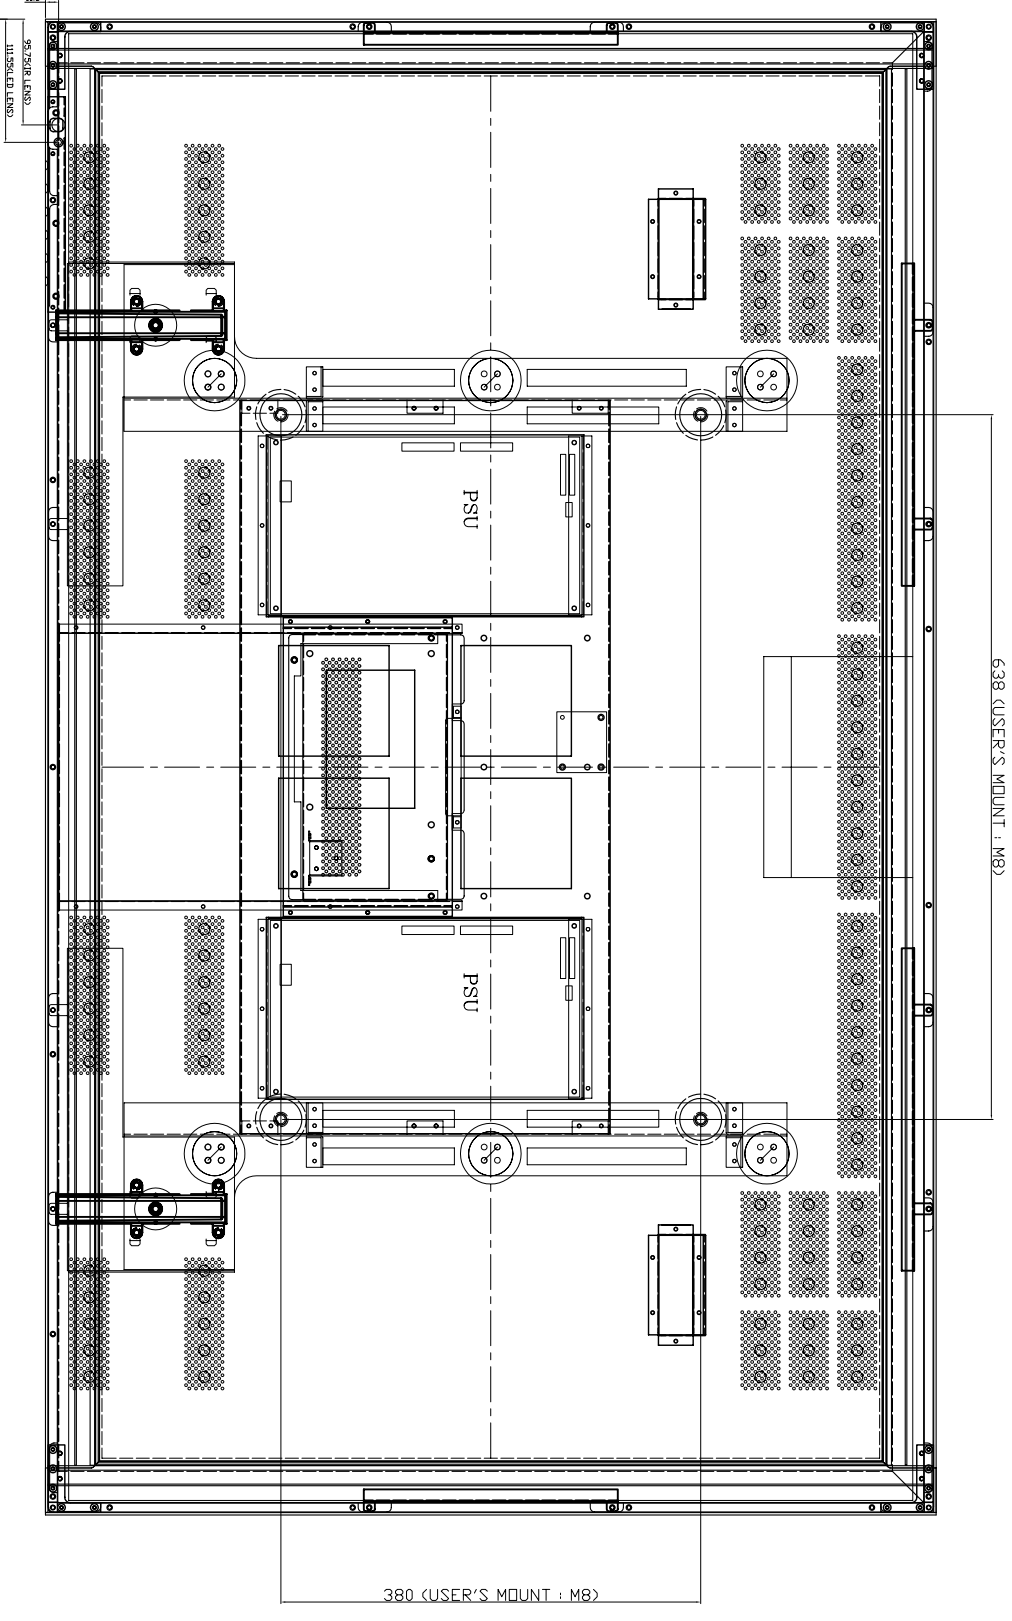 95.75(IR LENS)
111.55(LED LENS)
638 (USER'S MOUNT : M8)
PSU
PSU
380 (USER'S MOUNT : M8)